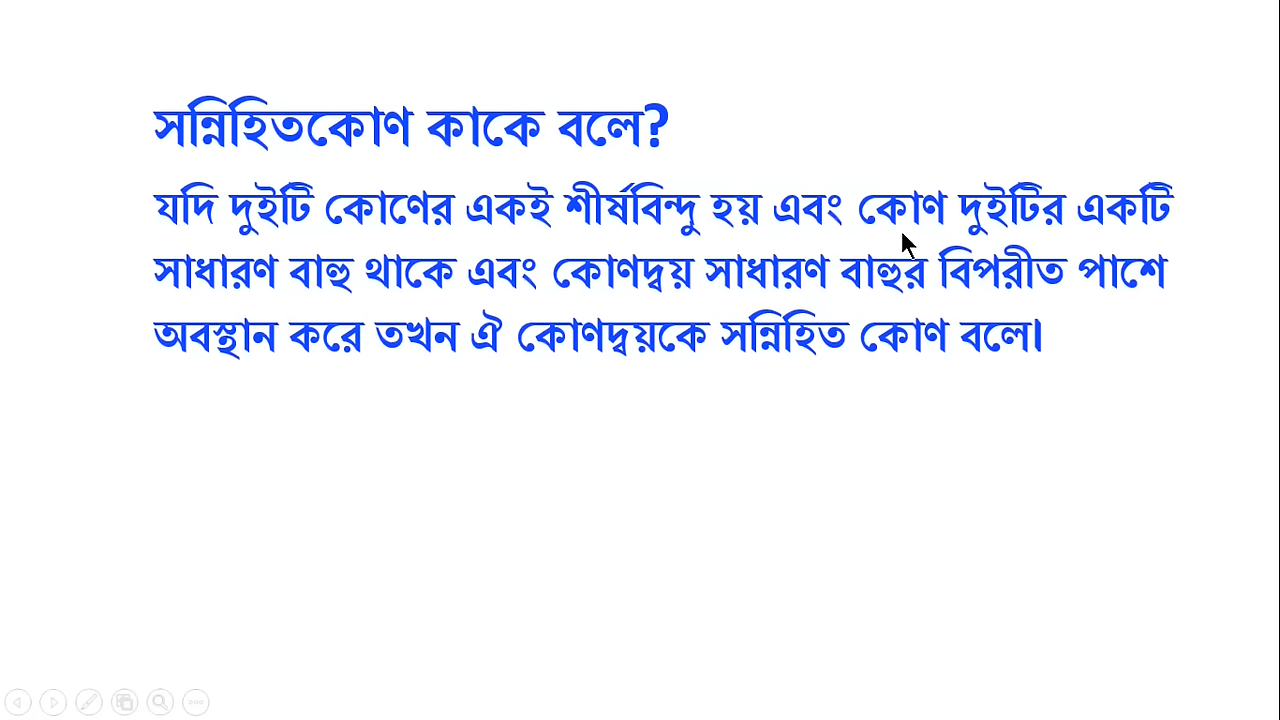 সন্নিহিতকোণ কাকে বলে?
যদি দুইটি কোণের একই শীর্ষবিন্দু হয় এবং কোণ দুইটির একটি
সাধারণ বাহু থাকে এবং কোণদ্বয় সাধারণ বাহুর বিপরীত পাশে
অবস্থান করে তখন ঐ কোণদ্বয়কে সন্নিহিত কোণ বলে।